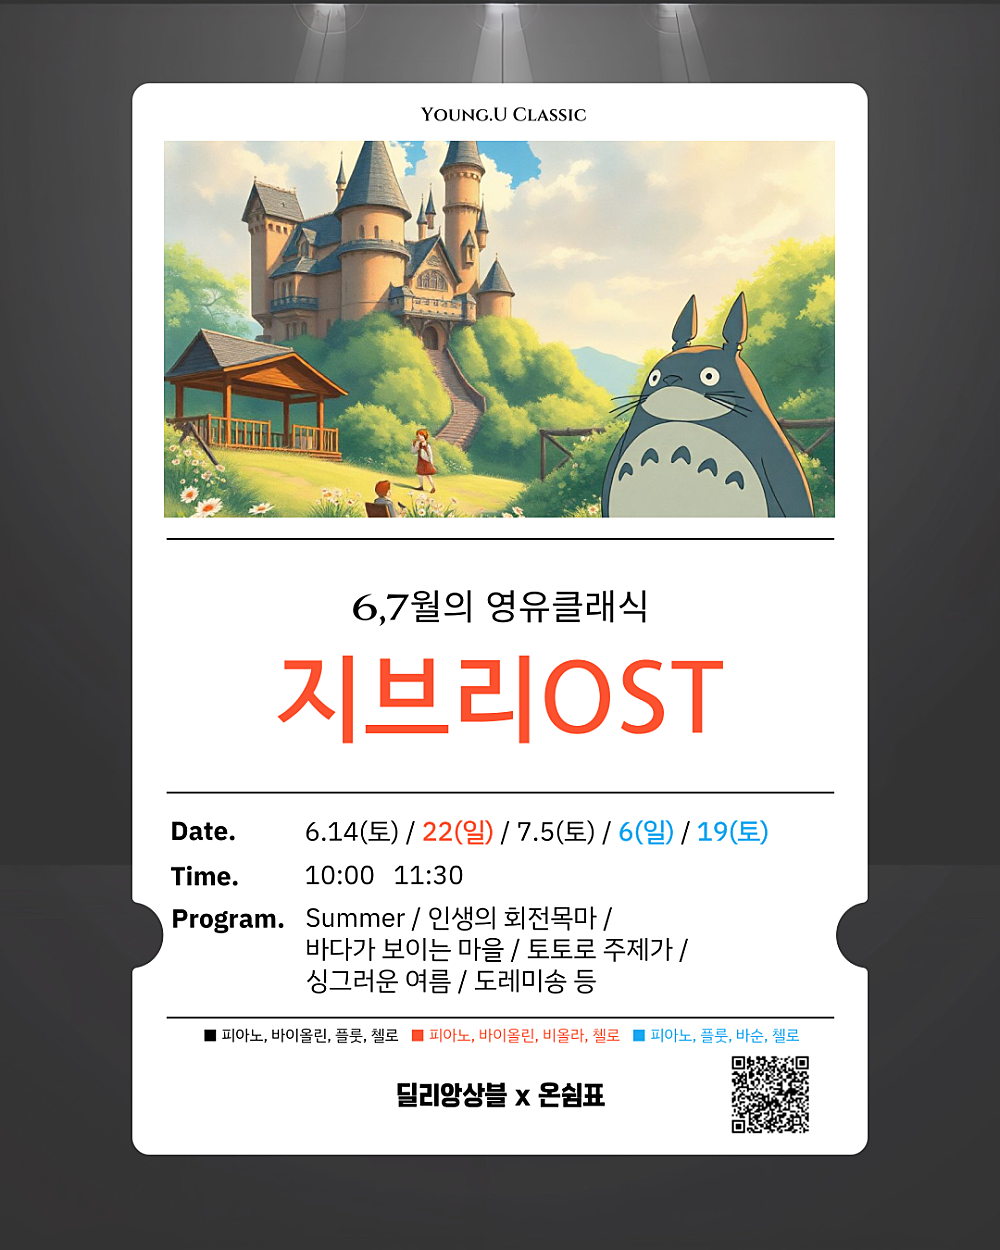 Young.U Classic
6,7월의 영유클래식
지브리OST
Date. 6.14(토) / 22(일) / 7.5(토) / 6(일) / 19(토)
Time. 10:00 11:30
Program. Summer / 인생의 회전목마 /
바다가 보이는 마을 / 토토로 주제가 /
싱그러운 여름 / 도레미송 등
■ 피아노, 바이올린, 플룻, 첼로 ■ 피아노, 바이올린, 비올라, 첼로 ■ 피아노, 플룻, 바순, 첼로
딜리앙상블 x 온쉼표